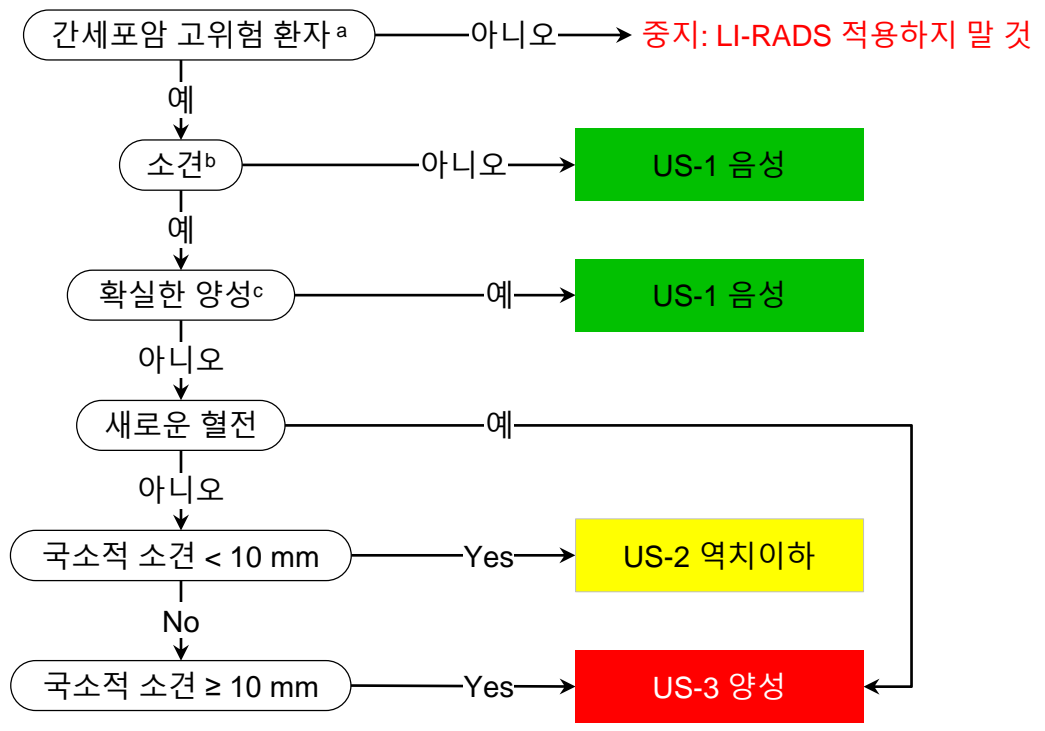 간세포암 고위험 환자 a 아니오 중지: LI-RADS 적용하지 말 것
예
소견b 아니오 US-1 음성
예
확실한 양성c 예 US-1 음성
아니오
새로운 혈전 예
아니오
국소적 소견 < 10 mm Yes US-2 역치이하
No
국소적 소견 ≥ 10 mm Yes US-3 양성